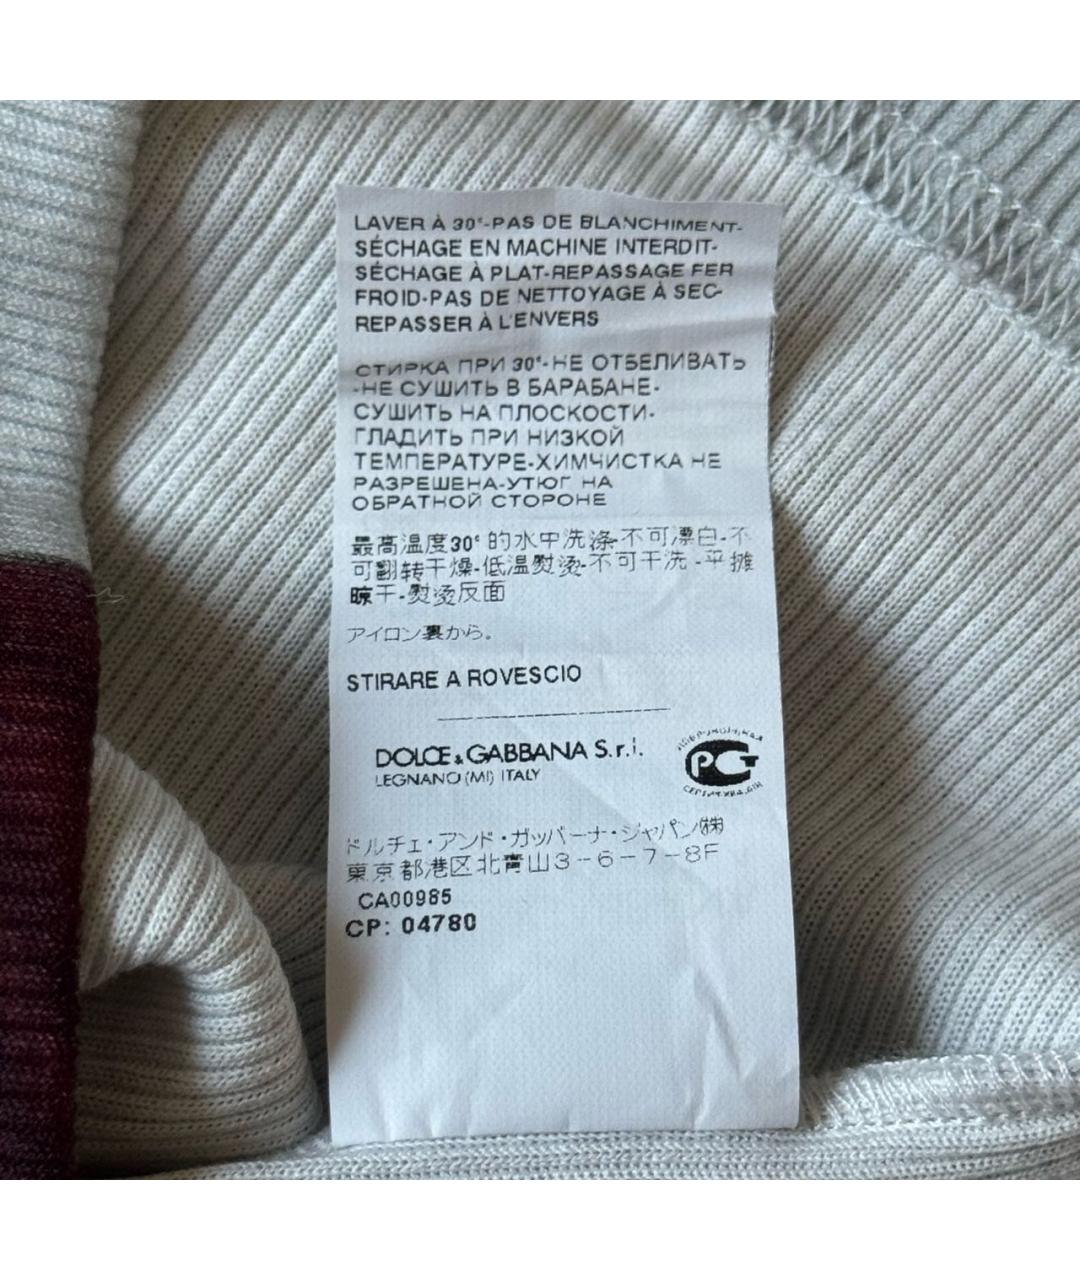 LAVER À 30°-PAS DE BLANCHIMENT-
SÉCHAGE EN MACHINE INTERDIT-
SÉCHAGE À PLAT-REPASSAGE FER
FROID-PAS DE NETTOYAGE À SEC-
REPASSER À L'ENVERS
СТИРКА ПРИ 30°-НЕ ОТБЕЛИВАТЬ
-НЕ СУШИТЬ В БАРАБАНЕ-
СУШИТЬ НА ПЛОСКОСТИ-
ГЛАДИТЬ ПРИ НИЗКОЙ
ТЕМПЕРАТУРЕ-ХИМЧИСТКА НЕ
РАЗРЕШЕНА-УТЮГ НА
ОБРАТНОЙ СТОРОНЕ
最高温度30°的水中洗涤-不可漂白-不
可翻转干燥-低温熨烫-不可干洗-平摊
晾干-熨烫反面
アイロン裏から。
STIRARE A ROVESCIO
DOLCE & GABBANA S.r.l.
LEGNANO (MI) ITALY
РСТ
ドルチェ・アンド・ガッバーナ・ジャパン㈱
東京都港区北青山3-6-7-8F
CA00985
CP: 04780